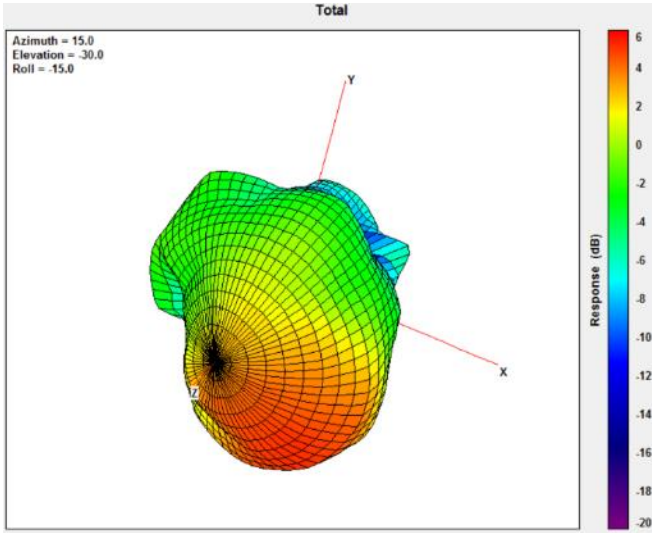 Total
Azimuth = 15.0
Elevation = -30.0
Roll = -15.0
Y
X
Z
6
4
2
0
-2
-4
-6
-8
-10
-12
-14
-16
-18
-20
Response (dB)